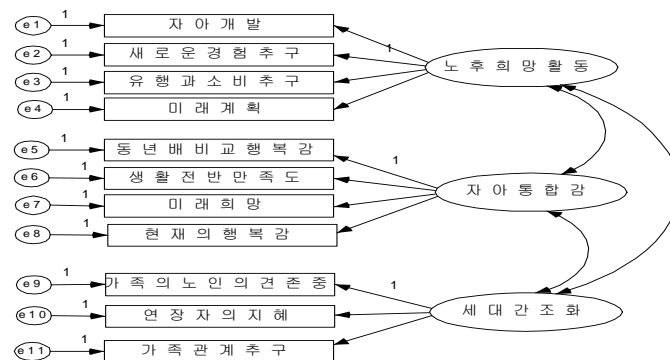 e1 1 자아개발
e2 1 새로운경험추구 1 노후희망활동
e3 1 유행과소비추구
e4 1 미래계획
e5 1 동년배비교행복감
e6 1 생활전반만족도 1 자아통합감
e7 1 미래희망
e8 1 현재의행복감
e9 1 가족의노인의견존중 1
e10 1 연장자의지혜 세대간조화
e11 1 가족관계추구